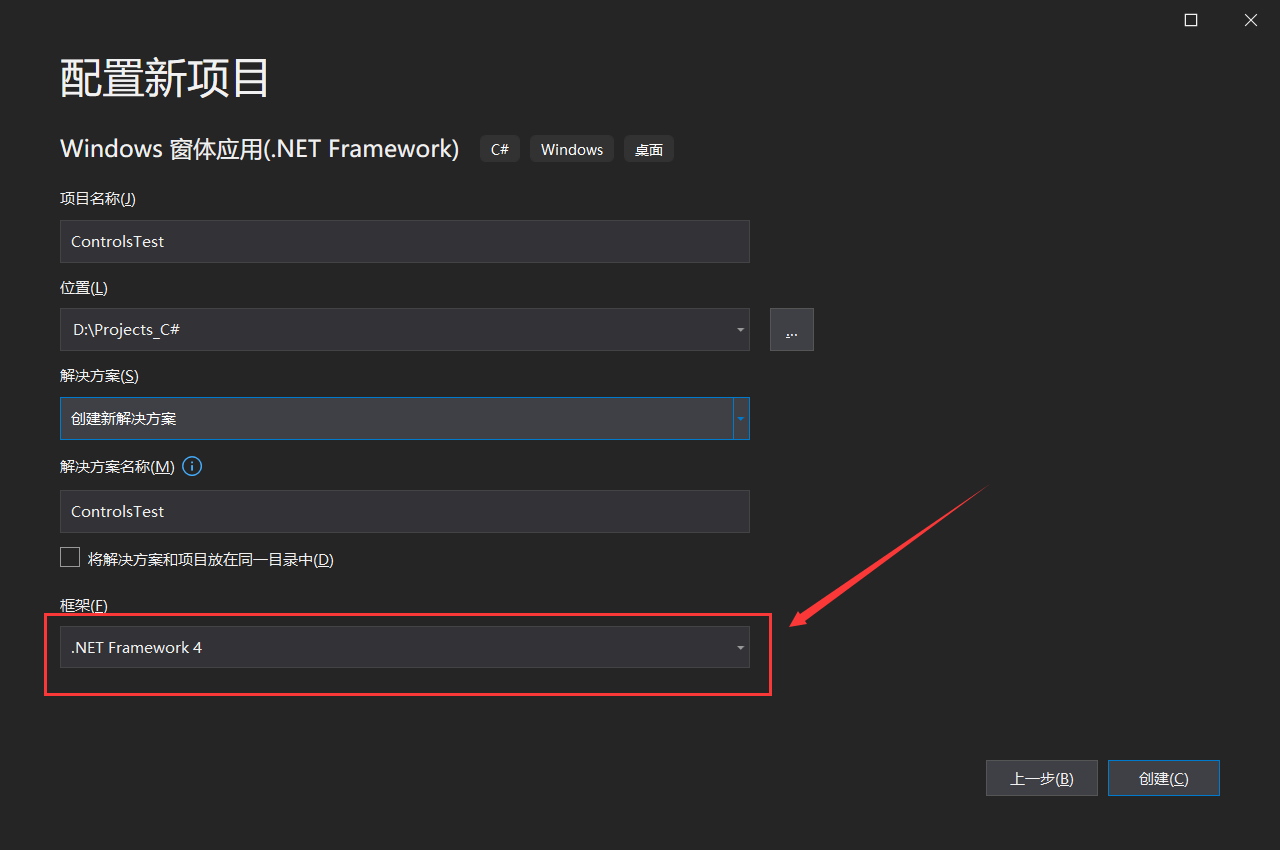 配置新项目
Windows 窗体应用(.NET Framework) C# Windows 桌面
项目名称(J)
ControlsTest
位置(L)
D:\Projects_C#
...
解决方案(S)
创建新解决方案
解决方案名称(M)
ControlsTest
将解决方案和项目放在同一目录中(D)
框架(F)
.NET Framework 4
上一步(B) 创建(C)